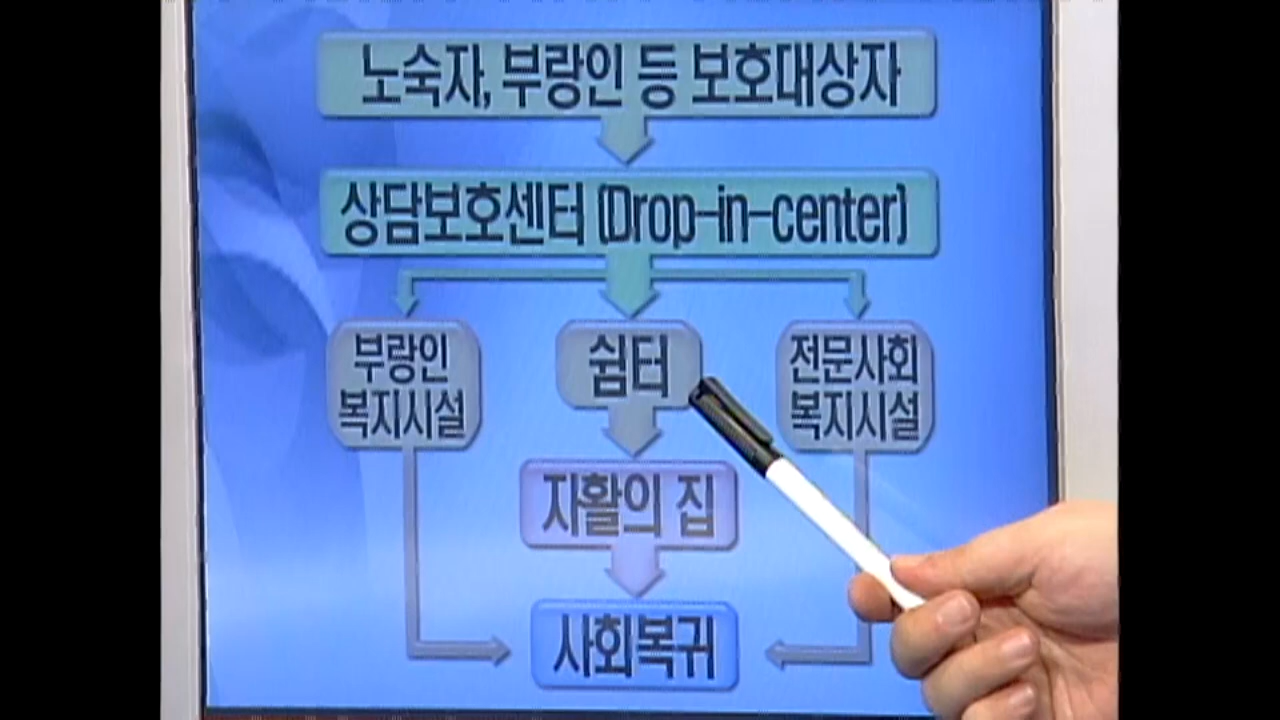 노숙자, 부랑인 등 보호대상자
상담보호센터 (Drop-in-center)
부랑인
복지시설
쉼터
전문사회
복지시설
자활의 집
사회복귀